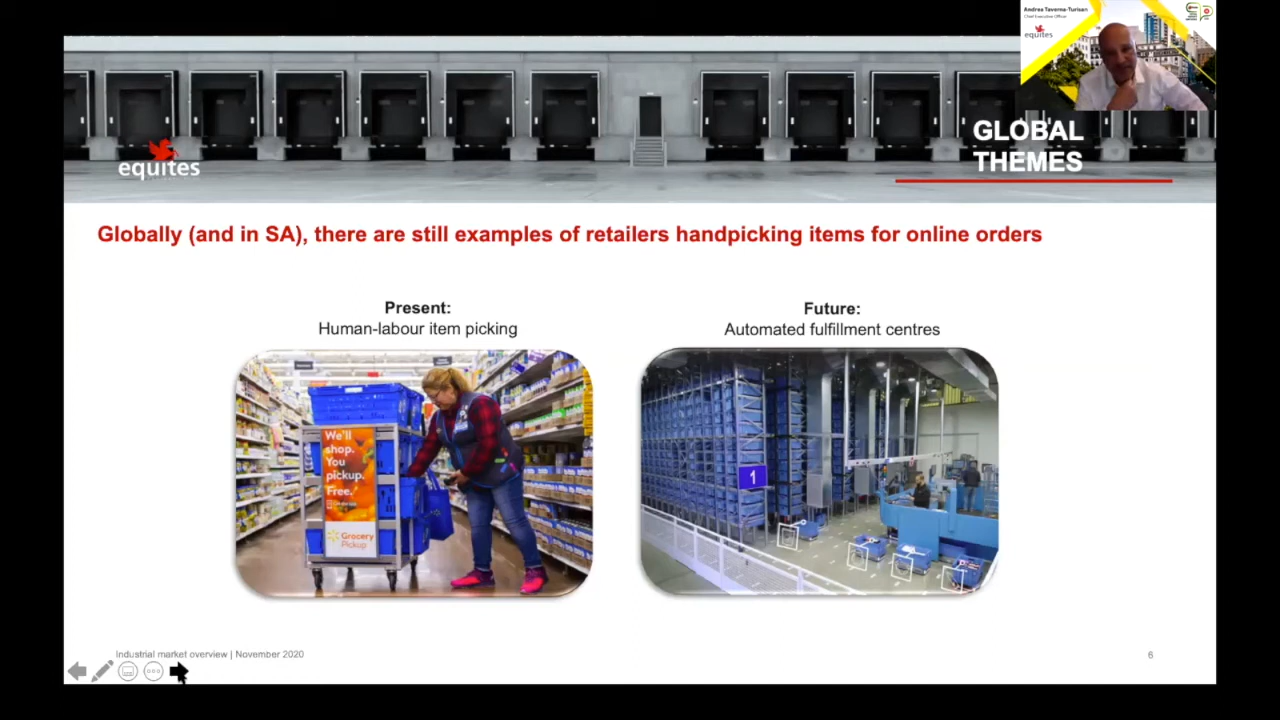 Andrea Taverna-Turisan
Chief Executive Officer
equites
equites
GLOBAL
THEMES
Globally (and in SA), there are still examples of retailers handpicking items for online orders
Present:
Human-labour item picking
Future:
Automated fulfillment centres
We'll
shop.
You
pickup.
Free.
Grocery
Pickup
1
Industrial market overview | November 2020
6